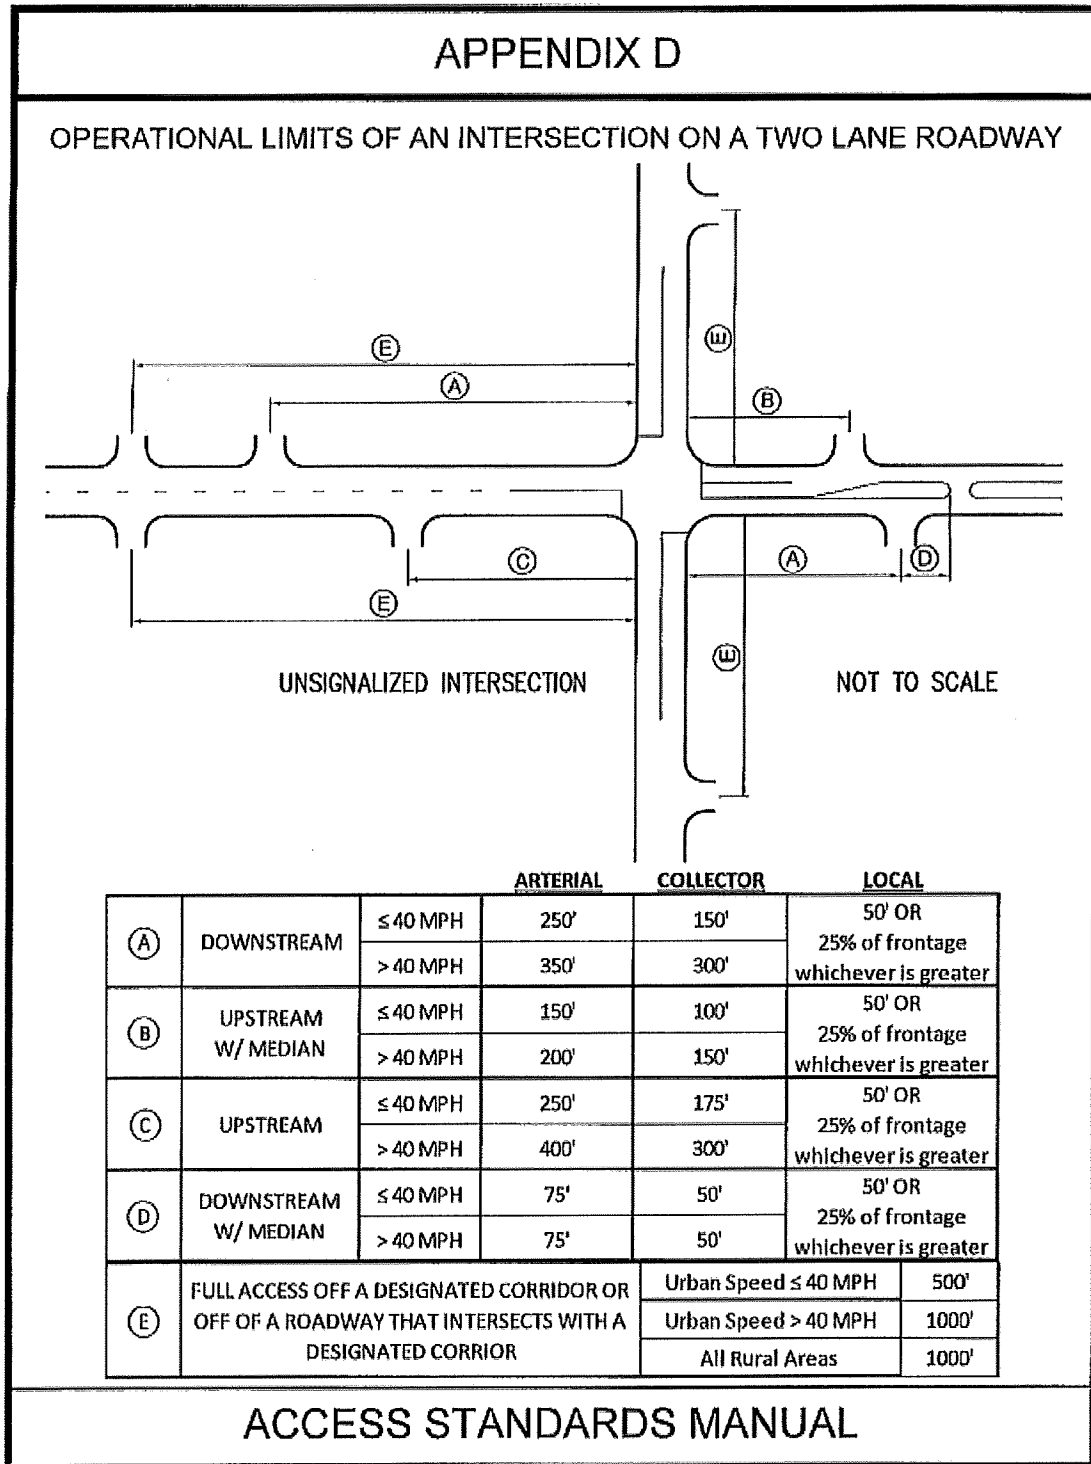 APPENDIX D
OPERATIONAL LIMITS OF AN INTERSECTION ON A TWO LANE ROADWAY
E
E
A
B
C
A
D
E
E
UNSIGNALIZED INTERSECTION
NOT TO SCALE
ARTERIAL COLLECTOR LOCAL
A DOWNSTREAM ≤ 40 MPH 250' 150' 50' OR
25% of frontage
> 40 MPH 350' 300' whichever is greater
B UPSTREAM W/ MEDIAN ≤ 40 MPH 150' 100' 50' OR
25% of frontage
> 40 MPH 200' 150' whichever is greater
C UPSTREAM ≤ 40 MPH 250' 175' 50' OR
25% of frontage
> 40 MPH 400' 300' whichever is greater
D DOWNSTREAM W/ MEDIAN ≤ 40 MPH 75' 50' 50' OR
25% of frontage
> 40 MPH 75' 50' whichever is greater
E FULL ACCESS OFF A DESIGNATED CORRIDOR OR Urban Speed ≤ 40 MPH 500'
OFF OF A ROADWAY THAT INTERSECTS WITH A Urban Speed > 40 MPH 1000'
DESIGNATED CORRIOR All Rural Areas 1000'
ACCESS STANDARDS MANUAL